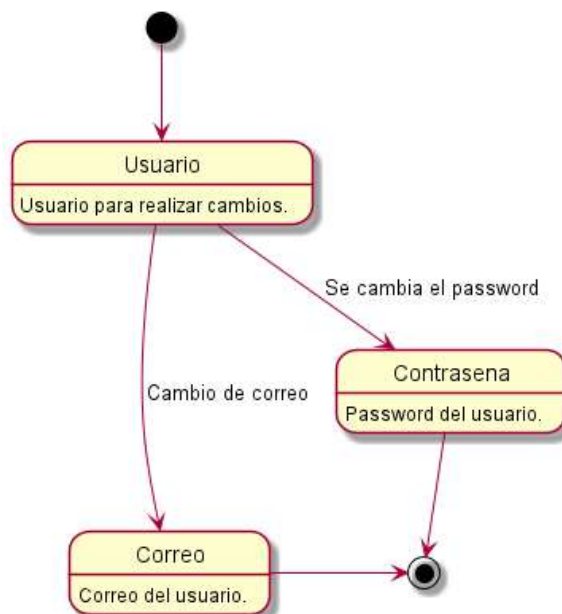 Usuario
Usuario para realizar cambios.
Se cambia el password
Contrasena
Cambio de correo
Password del usuario.
Correo
Correo del usuario.